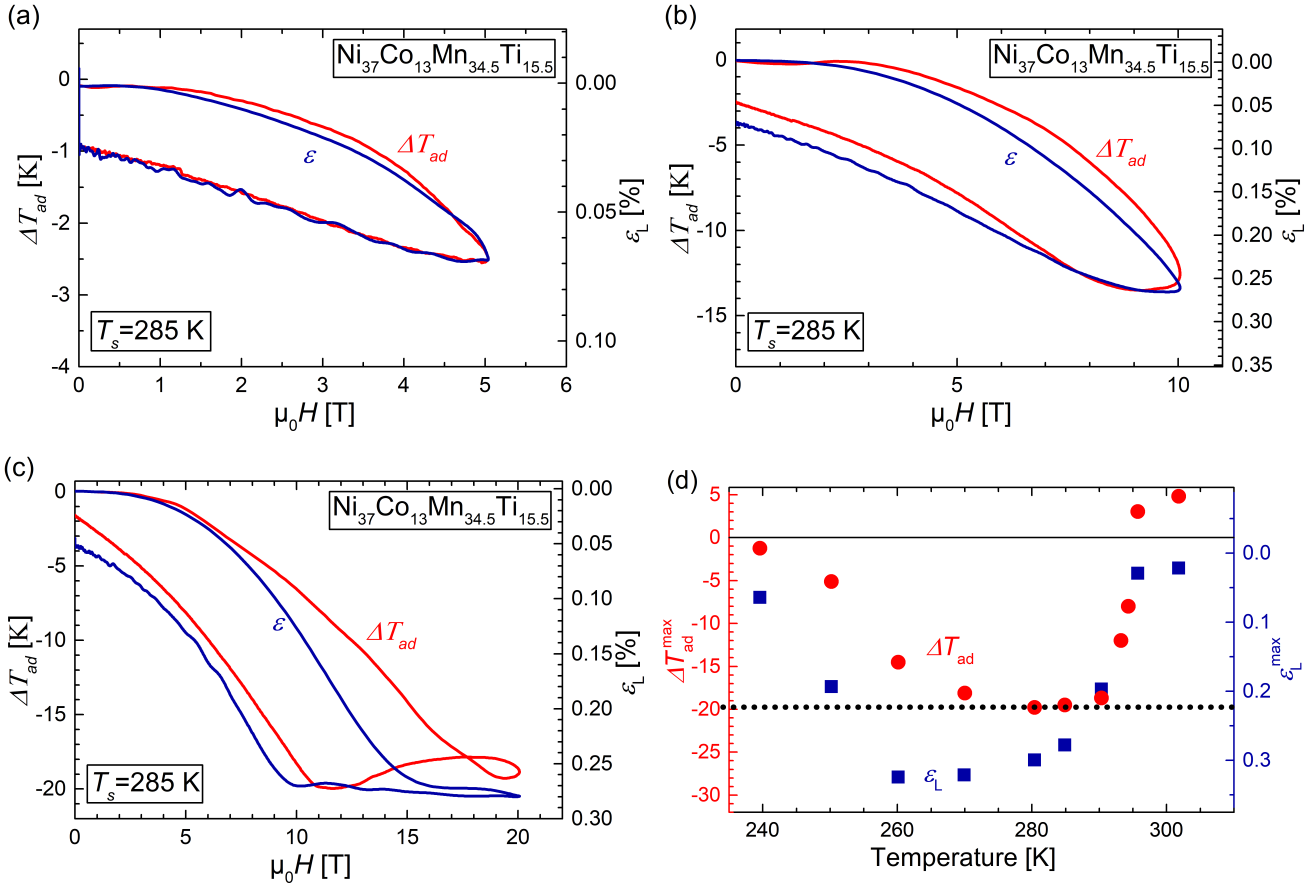 (a)
Ni37Co13Mn34.5Ti15.5
ΔTad
ε
Ts=285 K
0
-1
-2
-3
-4
ΔTad [K]
0.00
0.05
0.10
εL [%]
0 1 2 3 4 5 6
μ0H [T]
(b)
Ni37Co13Mn34.5Ti15.5
ΔTad
ε
Ts=285 K
0
-5
-10
-15
ΔTad [K]
0.00
0.05
0.10
0.15
0.20
0.25
0.30
0.35
εL [%]
0 5 10
μ0H [T]
(c)
Ni37Co13Mn34.5Ti15.5
ΔTad
ε
Ts=285 K
0
-5
-10
-15
-20
ΔTad [K]
0.00
0.05
0.10
0.15
0.20
0.25
0.30
εL [%]
0 5 10 15 20
μ0H [T]
(d)
5
0
-5
-10
-15
-20
-25
-30
ΔTadmax
ΔTad
εL
0.0
0.1
0.2
0.3
εLmax
240 260 280 300
Temperature [K]